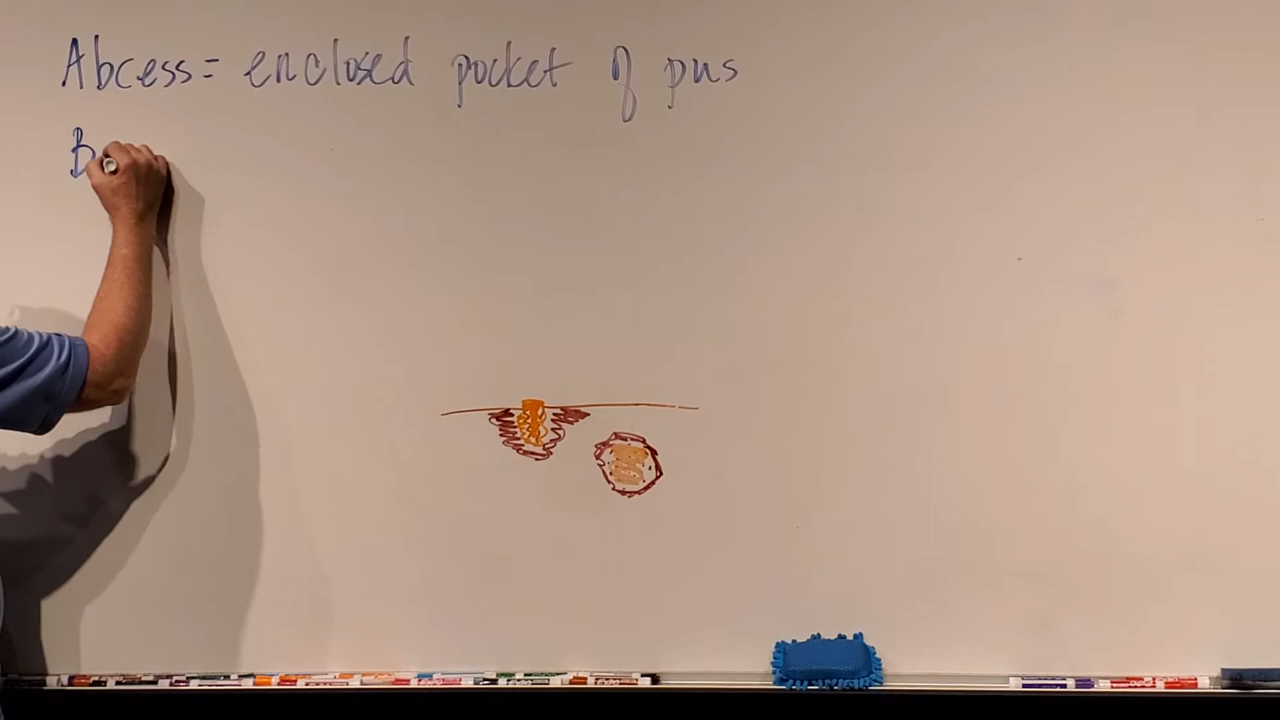 Abcess = enclosed pocket of pus
B